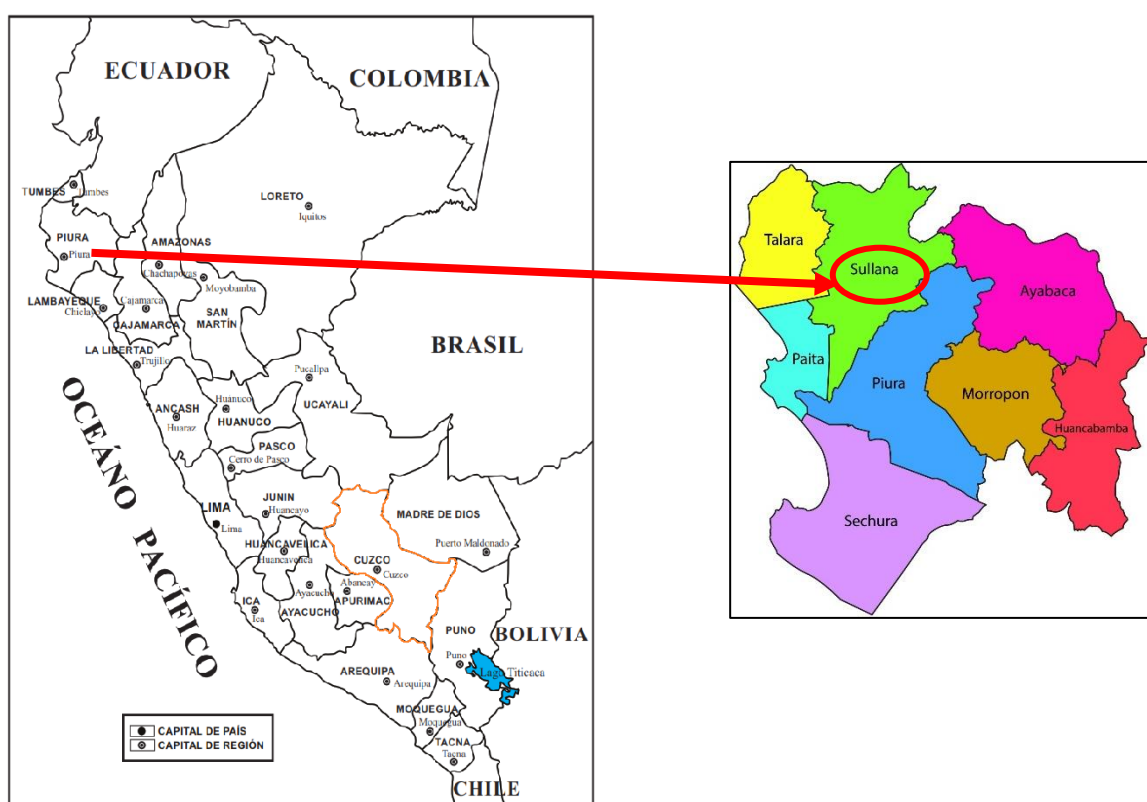 ECUADOR
COLOMBIA
TUMBES
Tumbes
LORETO
Iquitos
PIURA
Piura
AMAZONAS
Chachapoyas
Moyobamba
LAMBAYEQUE
Chiclayo
Cajamarca
CAJAMARCA
SAN
MARTÍN
LA LIBERTAD
Trujillo
BRASIL
Pucallpa
UCAYALI
ANCASH
Huaraz
Huánuco
HUANUCO
PASCO
Cerro de Pasco
OCEÁNO PACÍFICO
LIMA
Lima
JUNIN
Huancayo
MADRE DE DIOS
Puerto Maldonado
HUANCAVELICA
Huancavelica
CUZCO
Cuzco
Abancay
APURIMAC
Ayacucho
AYACUCHO
ICA
Ica
PUNO
Puno
BOLIVIA
Lago Titicaca
AREQUIPA
Arequipa
MOQUEGUA
Moquegua
TACNA
Tacna
CHILE
CAPITAL DE PAÍS
CAPITAL DE REGIÓN
Talara
Sullana
Ayabaca
Paita
Piura
Morropon
Huancabamba
Sechura